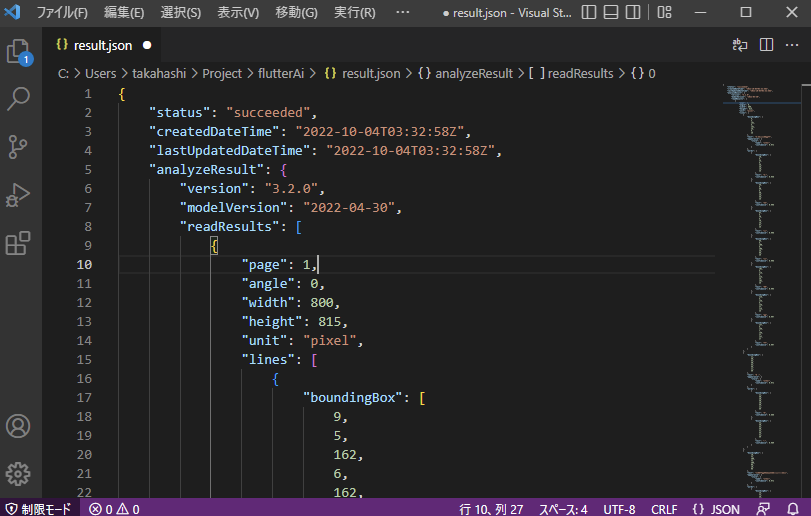 ファイル(F) 編集(E) 選択(S) 表示(V) 移動(G) 実行(R) ··· ● result.json - Visual St...
{} result.json ●
C: > Users > takahashi > Project > flutterAi > {} result.json > {} analyzeResult > [ ] readResults > {} 0
1
1 {
2 "status": "succeeded",
3 "createdDateTime": "2022-10-04T03:32:58Z",
4 "lastUpdatedDateTime": "2022-10-04T03:32:58Z",
5 "analyzeResult": {
6 "version": "3.2.0",
7 "modelVersion": "2022-04-30",
8 "readResults": [
9 {
10 "page": 1,
11 "angle": 0,
12 "width": 800,
13 "height": 815,
14 "unit": "pixel",
15 "lines": [
16 {
17 "boundingBox": [
18 9,
19 5,
20 162,
21 6,
22 162,
制限モード 0 0 行 10、列 27 スペース: 4 UTF-8 CRLF {} JSON